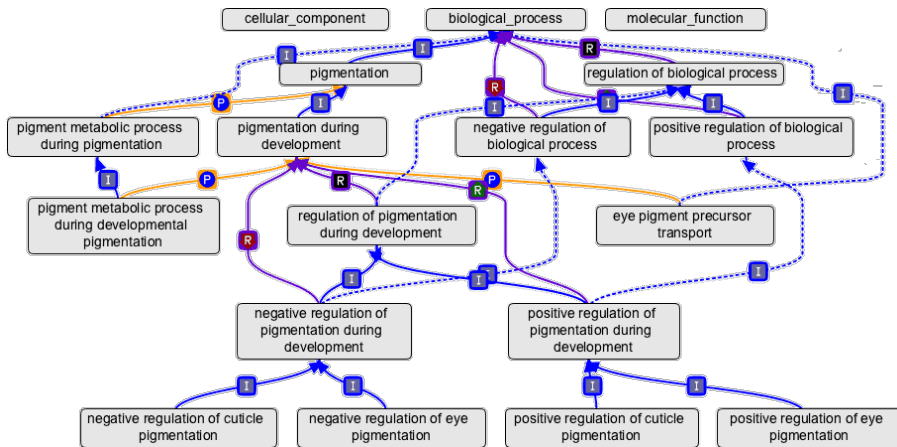 cellular_component
biological_process
molecular_function
R
I
I
pigmentation
regulation of biological process
R
I
P
I
I
I
I
pigment metabolic process
during pigmentation
pigmentation during
development
negative regulation of
biological process
positive regulation of biological
process
I
P
R
R
P
pigment metabolic process
during developmental
pigmentation
regulation of pigmentation
during development
eye pigment precursor
transport
R
I
I
I
negative regulation of
pigmentation during
development
positive regulation of
pigmentation during
development
I
I
I
I
negative regulation of cuticle
pigmentation
negative regulation of eye
pigmentation
positive regulation of cuticle
pigmentation
positive regulation of eye
pigmentation